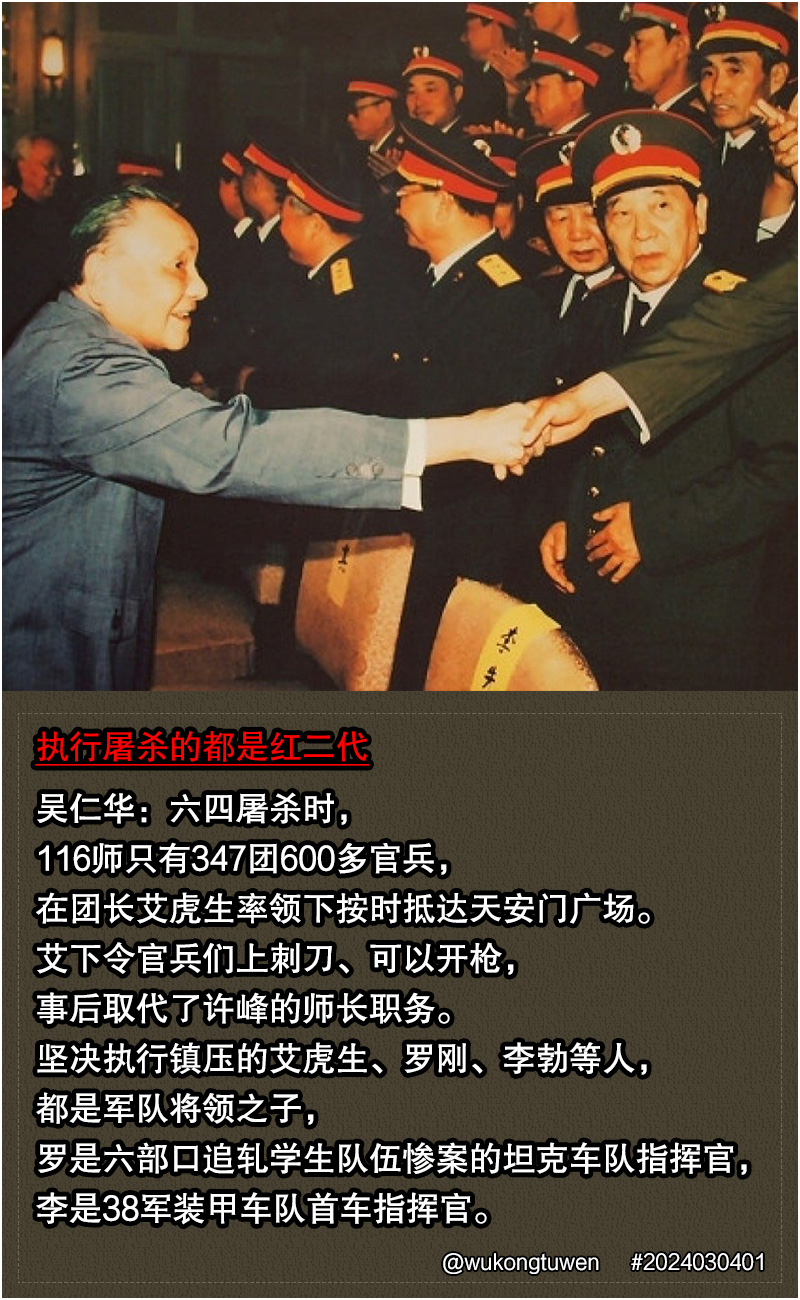 李
执行屠杀的都是红二代
吴仁华：六四屠杀时，
116师只有347团600多官兵，
在团长艾虎生率领下按时抵达天安门广场。
艾下令官兵们上刺刀、可以开枪，
事后取代了许峰的师长职务。
坚决执行镇压的艾虎生、罗刚、李勃等人，
都是军队将领之子，
罗是六部口追轧学生队伍惨案的坦克车队指挥官，
李是38军装甲车队首车指挥官。
@wukongtuwen #2024030401